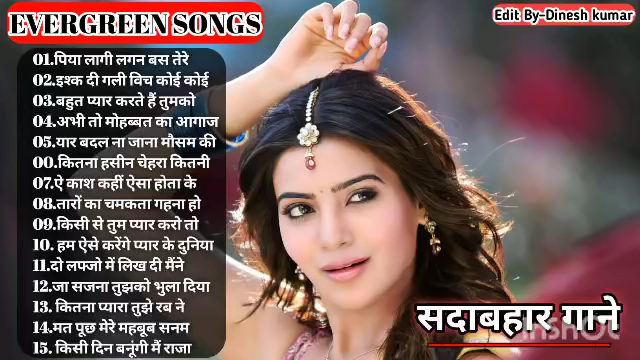 EVERGREEN SONGS
Edit By-Dinesh kumar
01.पिया लागी लगन बस तेरे
02.इश्क दी गली विच कोई कोई
03.बहुत प्यार करते हैं तुमको
04.अभी तो मोहब्बत का आगाज
05.यार बदल ना जाना मौसम की
00.कितना हसीन चेहरा कितनी
07.ऐ काश कहीं ऐसा होता के
08.तारों का चमकता गहना हो
09.किसी से तुम प्यार करो तो
10. हम ऐसे करेंगे प्यार के दुनिया
11.दो लफ्जो में लिख दी मैंने
12.जा सजना तुझको भुला दिया
13. कितना प्यारा तुझे रब ने
14.मत पूछ मेरे महबूब सनम
15. किसी दिन बनूंगी मैं राजा
सदाबहार गाने
InShOt